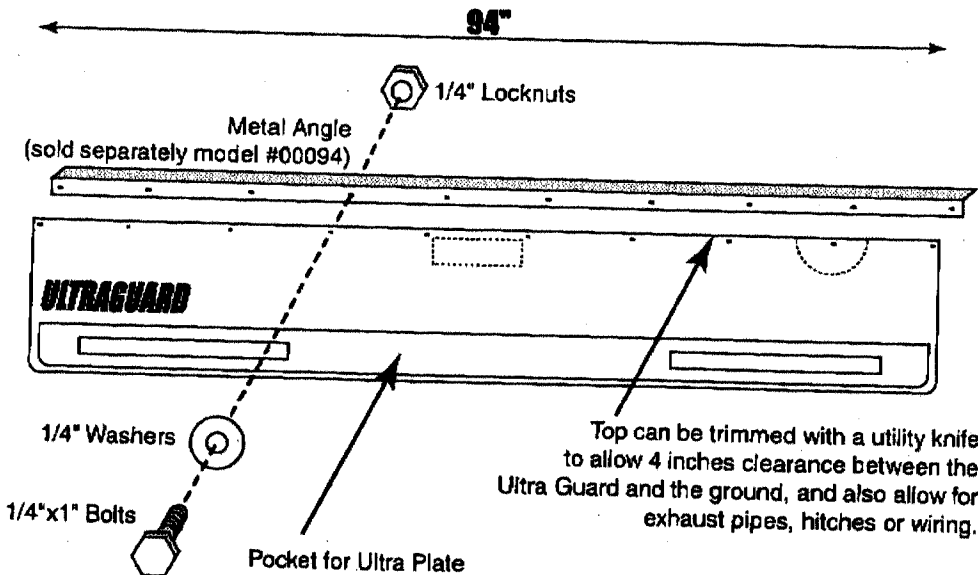 94"
1/4" Locknuts
Metal Angle
(sold separately model #00094)
ULTRAGUARD
1/4" Washers
Top can be trimmed with a utility knife
to allow 4 inches clearance between the
Ultra Guard and the ground, and also allow for
exhaust pipes, hitches or wiring.
1/4"x1" Bolts
Pocket for Ultra Plate